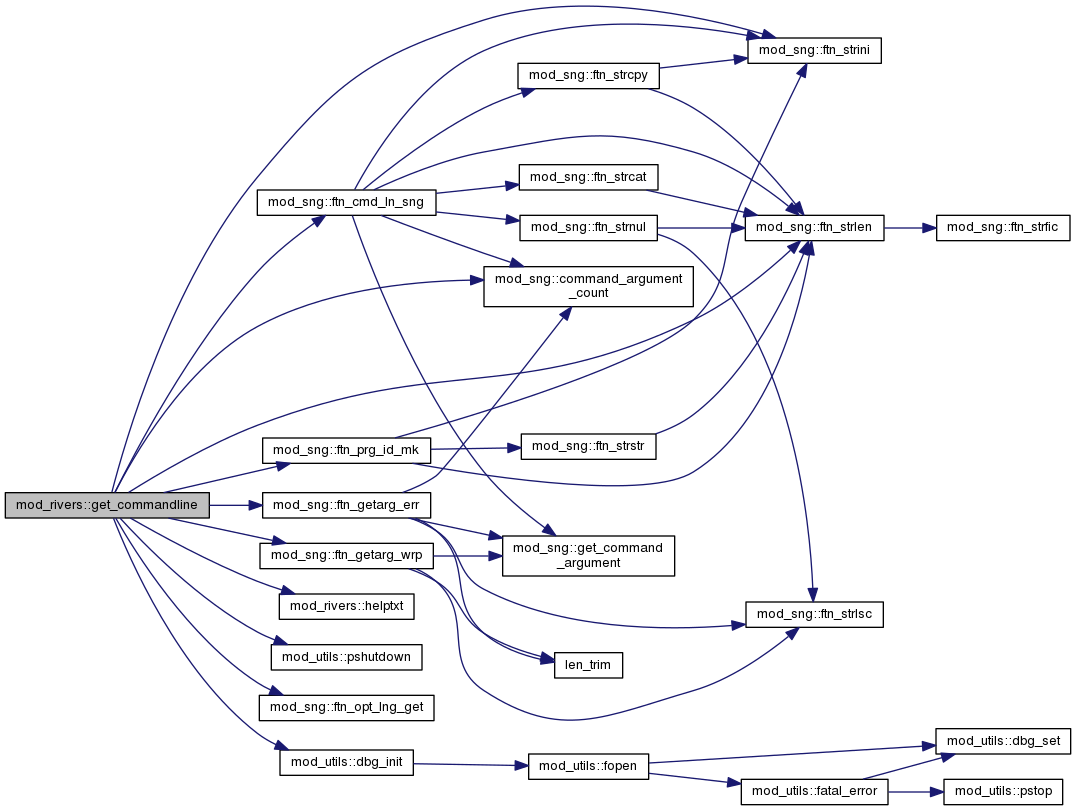 mod_sng::ftn_strini
mod_sng::ftn_strcpy
mod_sng::ftn_strcat
mod_sng::ftn_cmd_ln_sng
mod_sng::ftn_strnul
mod_sng::ftn_strlen
mod_sng::ftn_strfic
mod_sng::command_argument
_count
mod_sng::ftn_prg_id_mk
mod_sng::ftn_strstr
mod_rivers::get_commandline
mod_sng::ftn_getarg_err
mod_sng::ftn_getarg_wrp
mod_sng::get_command
_argument
mod_rivers::helptxt
mod_sng::ftn_strlsc
mod_utils::pshutdown
len_trim
mod_sng::ftn_opt_lng_get
mod_utils::dbg_init
mod_utils::fopen
mod_utils::dbg_set
mod_utils::fatal_error
mod_utils::pstop